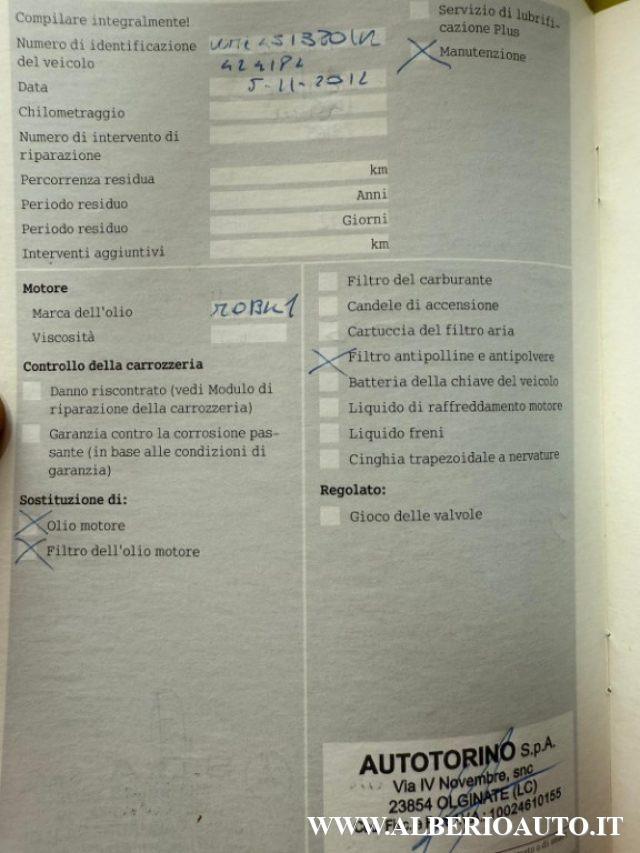 Compilare integralmente!
Numero di identificazione
del veicolo
Data 5-11-2012
Chilometraggio
Numero di intervento di
riparazione
Percorrenza residua km
Periodo residuo Anni
Periodo residuo Giorni
Interventi aggiuntivi km
Servizio di lubrifi-
cazione Plus
Manutenzione
Motore
Marca dell'olio
Viscosità
Controllo della carrozzeria
Danno riscontrato (vedi Modulo di
riparazione della carrozzeria)
Garanzia contro la corrosione pas-
sante (in base alle condizioni di
garanzia)
Sostituzione di:
Olio motore
Filtro dell'olio motore
Filtro del carburante
Candele di accensione
Cartuccia del filtro aria
Filtro antipolline e antipolvere
Batteria della chiave del veicolo
Liquido di raffreddamento motore
Liquido freni
Cinghia trapezoidale a nervature
Regolato:
Gioco delle valvole
AUTOTORINO S.p.A.
Via IV Novembre, snc
23854 OLGINATE (LC)
10024610155
WWW.ALBERIOAUTO.IT